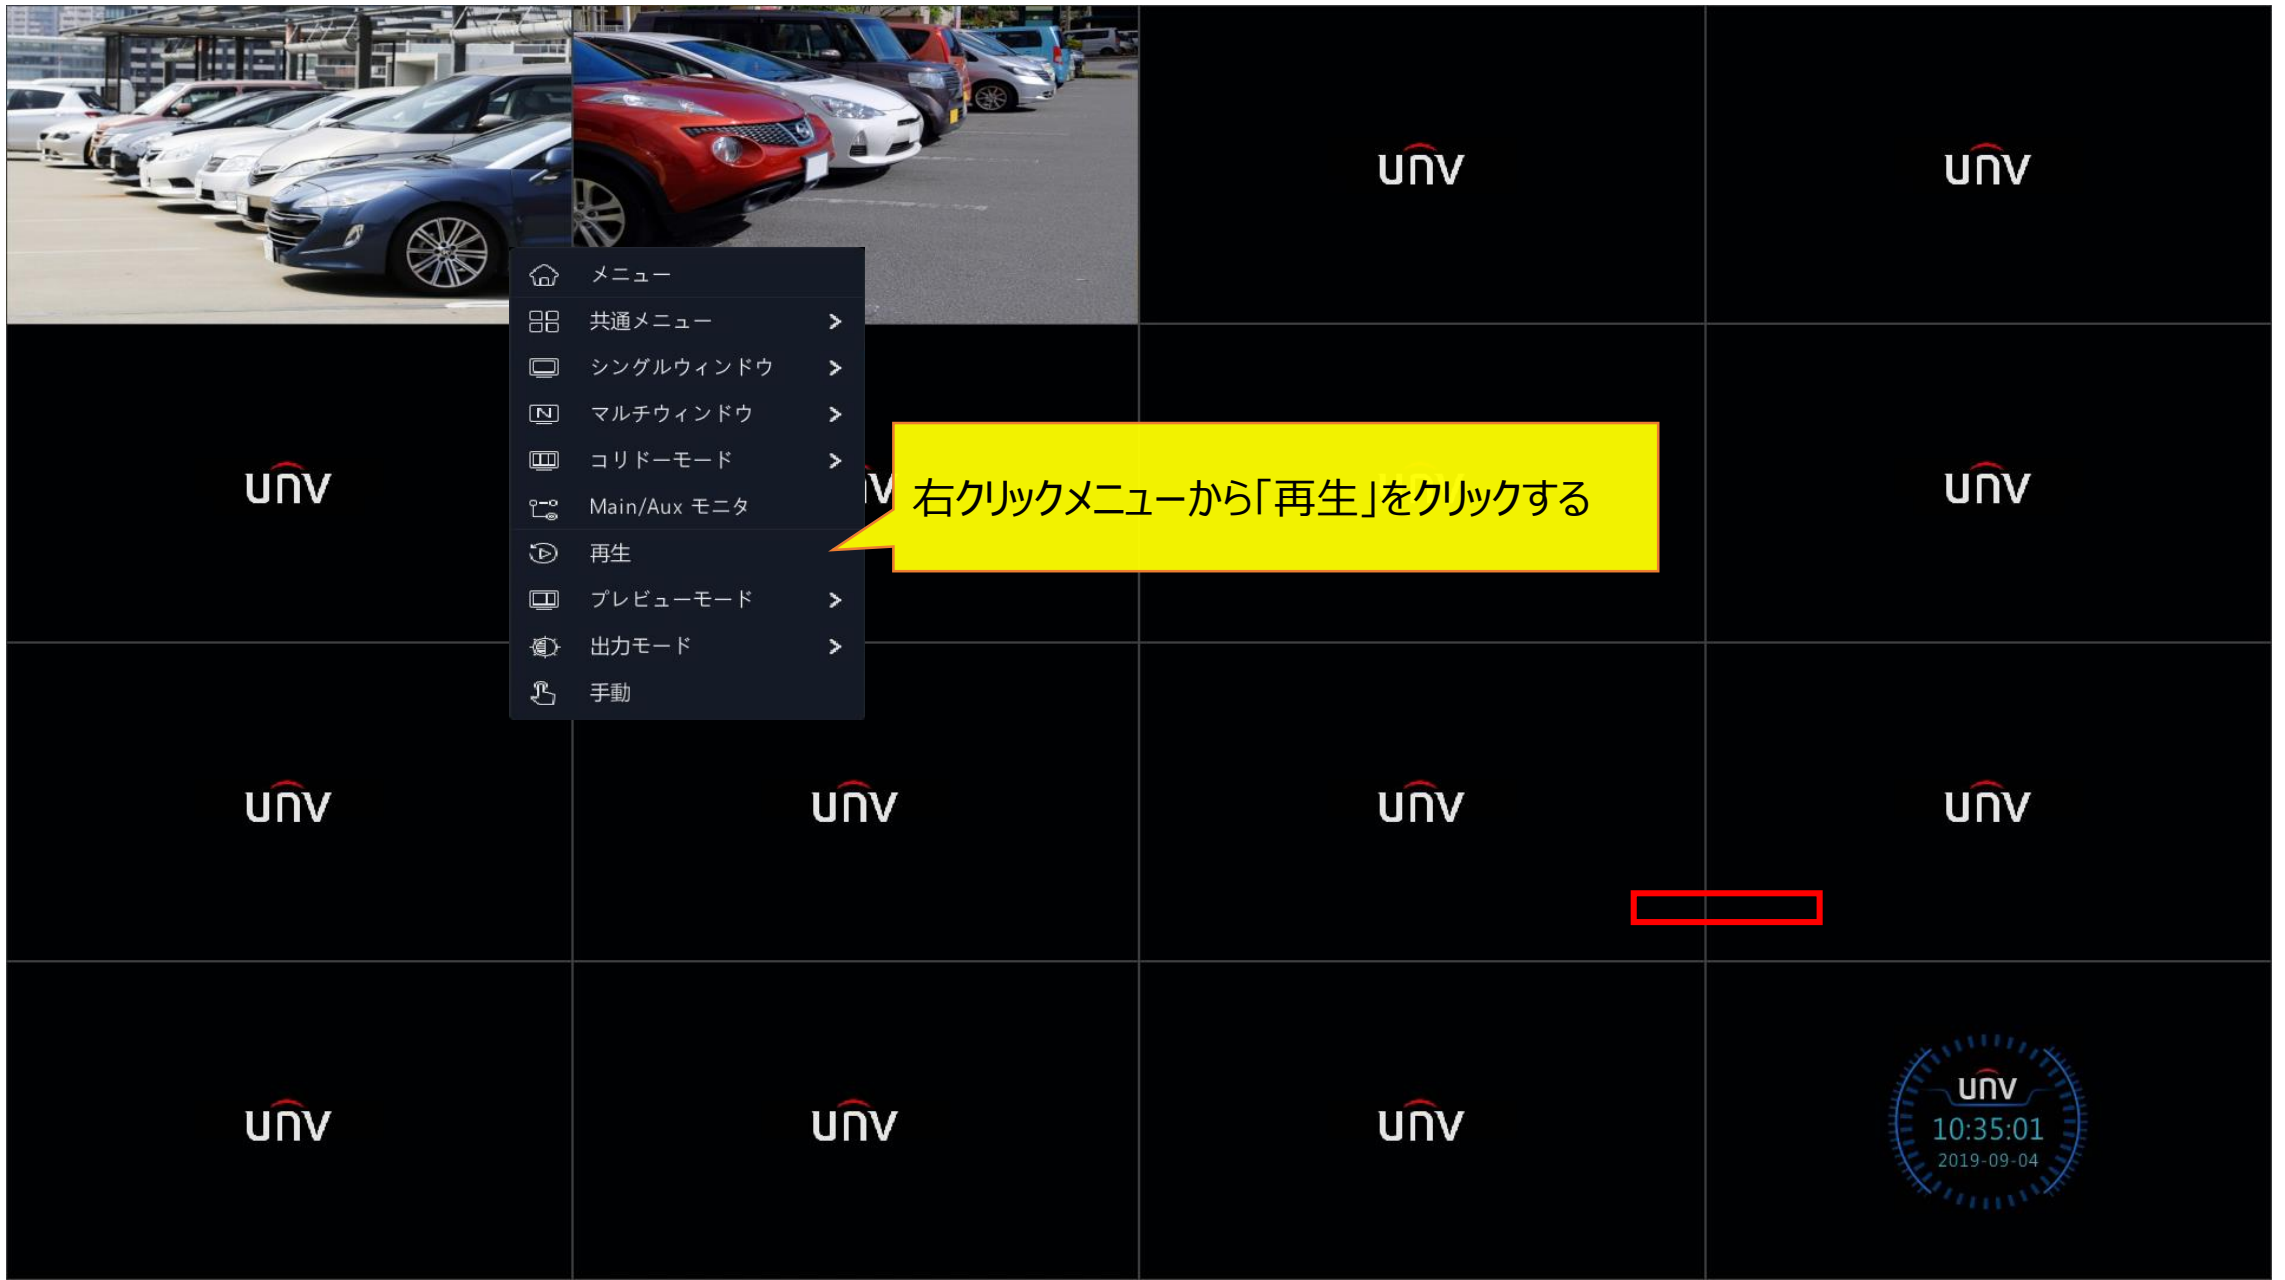 unv
unv
メニュー
共通メニュー
シングルウィンドウ
マルチウィンドウ
コリドーモード
Main/Aux モニタ
再生
プレビューモード
出力モード
手動
右クリックメニューから「再生」をクリックする
unv
unv
unv
unv
unv
unv
unv
unv
unv
unv
unv
10:35:01
2019-09-04